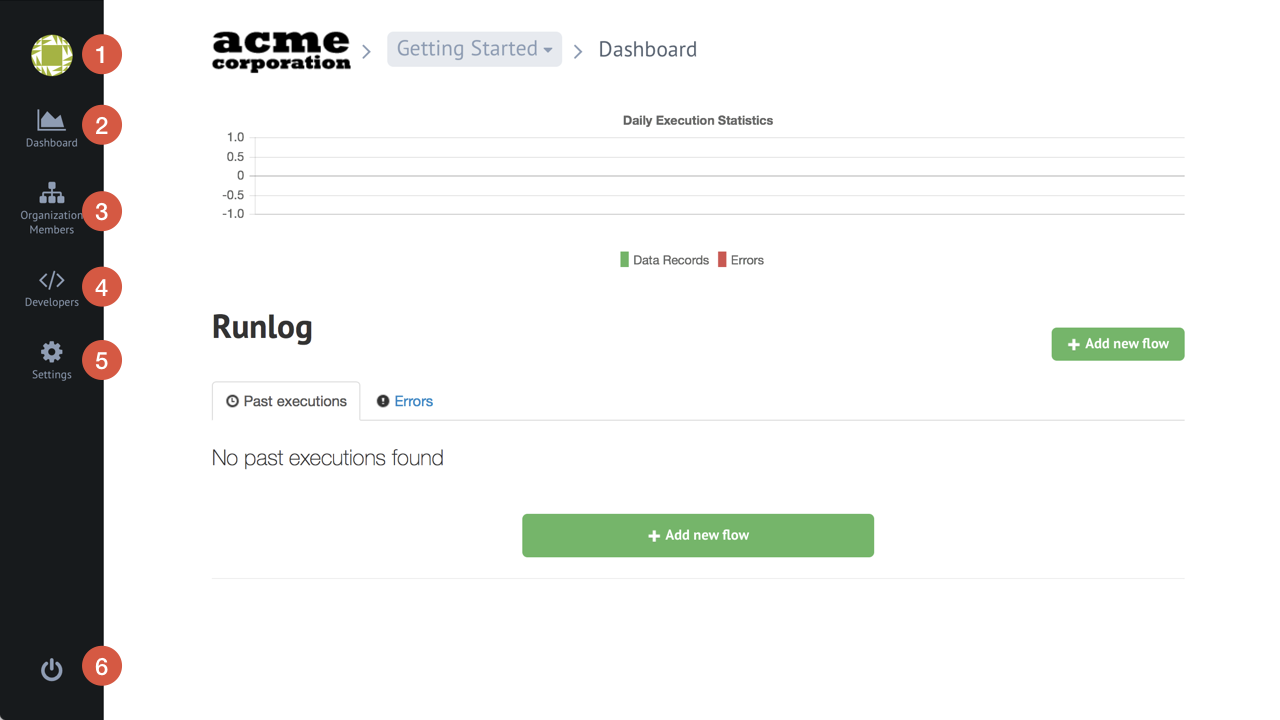 1
2
Dashboard
3
Organization
Members
4
Developers
5
Settings
6
acme
corporation
Getting Started
Dashboard
Daily Execution Statistics
1.0
0.5
0
-0.5
-1.0
Data Records Errors
Runlog
Add new flow
Past executions Errors
No past executions found
Add new flow